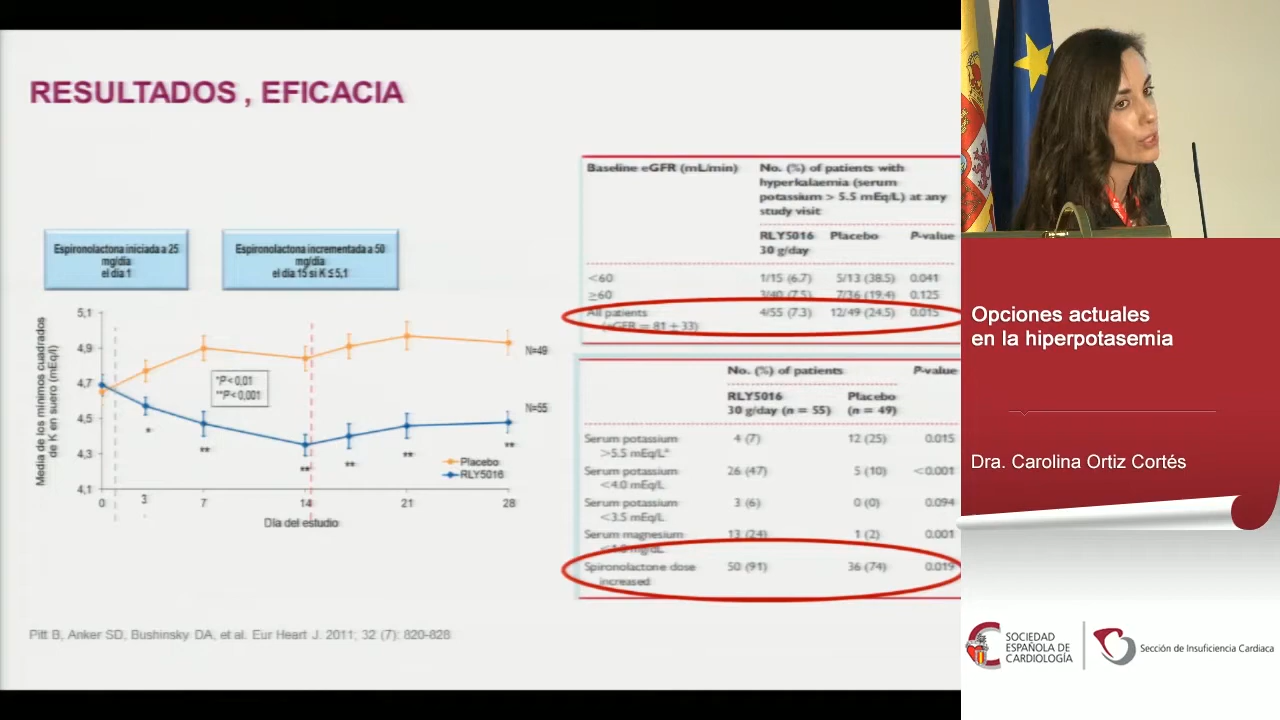 RESULTADOS , EFICACIA
Espironolactona iniciada a 25
mg/día
el día 1
Espironolactona incrementada a 50
mg/día
el día 15 si K ≤ 5,1
Media de los mínimos cuadrados
de K en suero (mEq/l)
5,1
4,9
4,7
4,5
4,3
4,1
*P<0,01
**P<0,001
N=49
N=55
*
**
**
**
**
**
Placebo
RLY5016
0
3
7
14
21
28
Día del estudio
Baseline eGFR (mL/min)
No. (%) of patients with
hyperkalaemia (serum
potassium > 5.5 mEq/L) at any
study visit
RLY5016
30 g/day
Placebo
P-value
<60 1/15 (6.7) 5/13 (38.5) 0.041
≥60 3/40 (7.5) 7/36 (19.4) 0.125
All patients 4/55 (7.3) 12/49 (24.5) 0.015
(eGFR = 81 ± 33)
No. (%) of patients P-value
RLY5016 Placebo
30 g/day (n = 55) (n = 49)
Serum potassium 4 (7) 12 (25) 0.015
>5.5 mEq/L*
Serum potassium 26 (47) 5 (10) <0.001
<4.0 mEq/L
Serum potassium 3 (6) 0 (0) 0.094
<3.5 mEq/L
Serum magnesium 13 (24) 1 (2) 0.001
Spironolactone dose 50 (91) 36 (74) 0.019
increased
Pitt B, Anker SD, Bushinsky DA, et al. Eur Heart J. 2011; 32 (7): 820-828
Opciones actuales
en la hiperpotasemia
Dra. Carolina Ortiz Cortés
SOCIEDAD
ESPAÑOLA DE
CARDIOLOGÍA
Sección de Insuficiencia Cardiaca